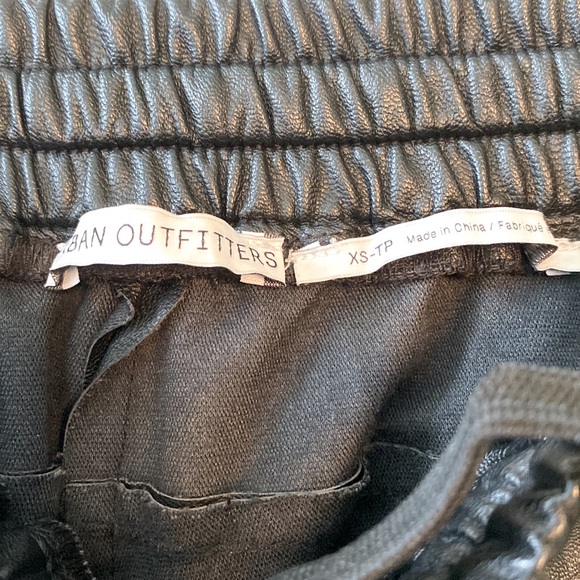 BAN OUTFITTERS
XS-TP Made in China / Fabriqué